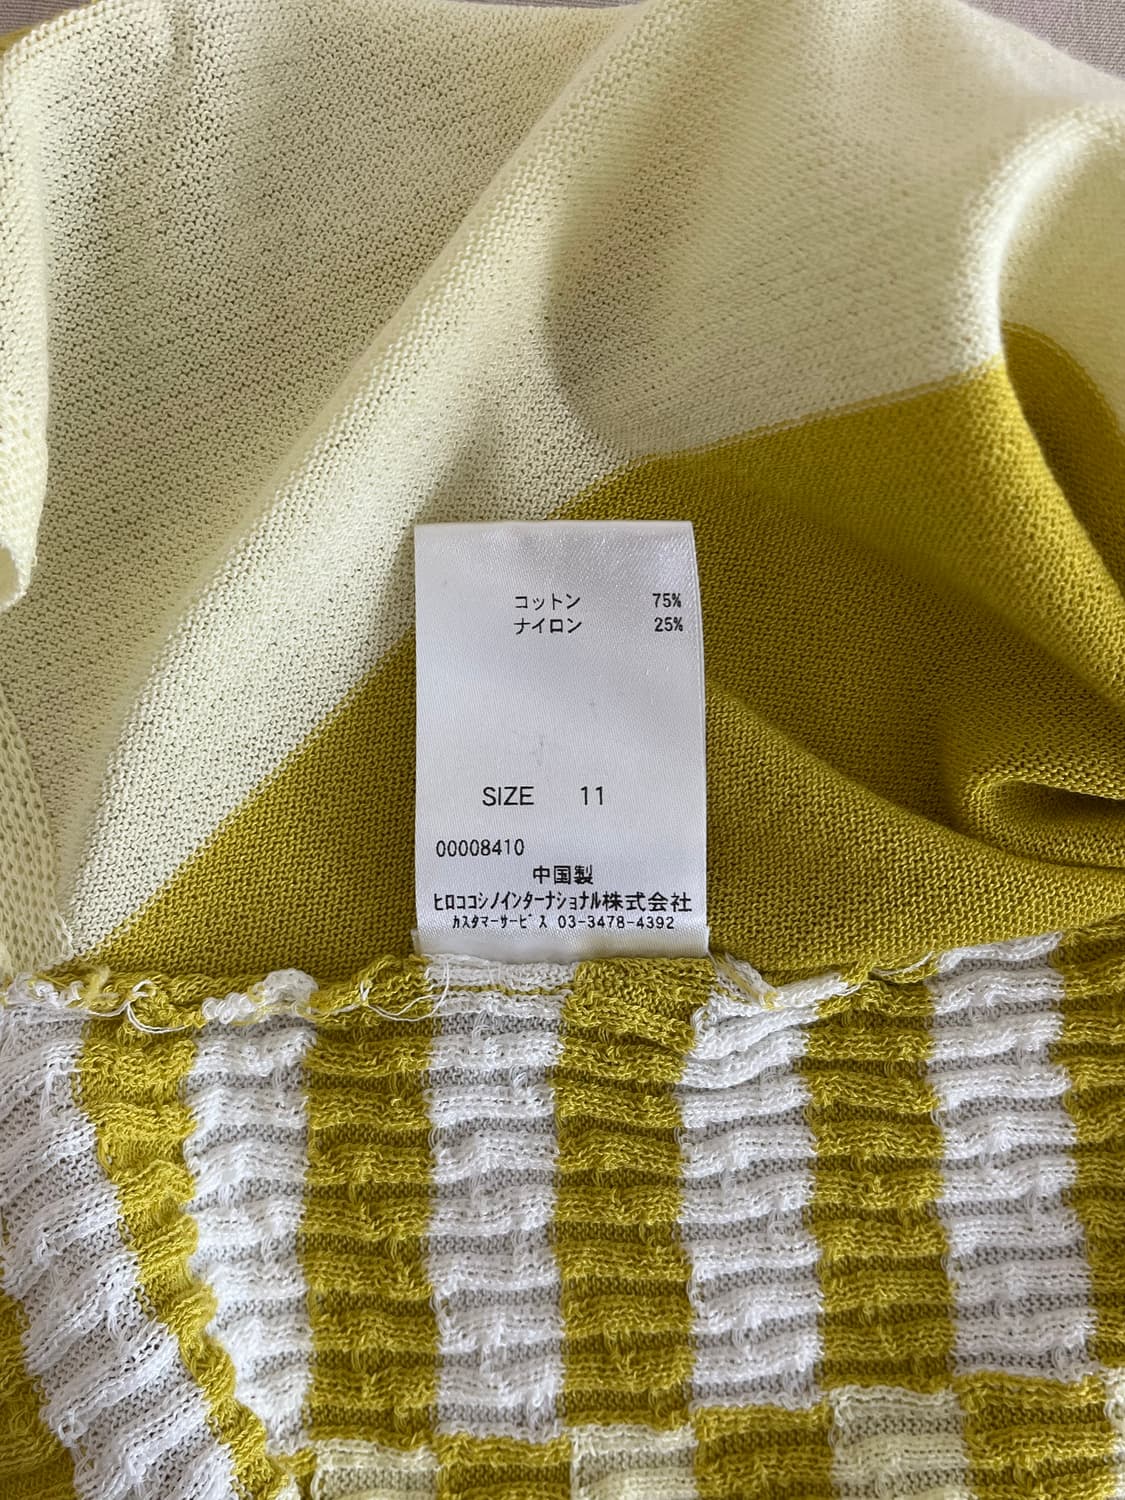 コットン 75%
ナイロン 25%
SIZE 11
00008410
中国製
ヒロココシノインターナショナル株式会社
カスタマーサービス 03-3478-4392